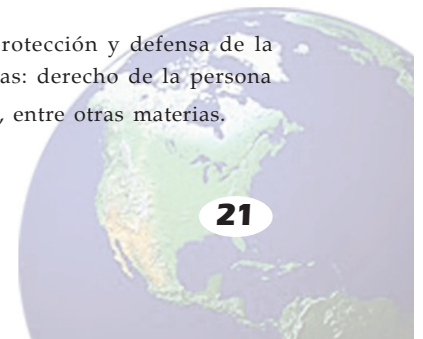 rotección y defensa de la
as: derecho de la persona
, entre otras materias.
21